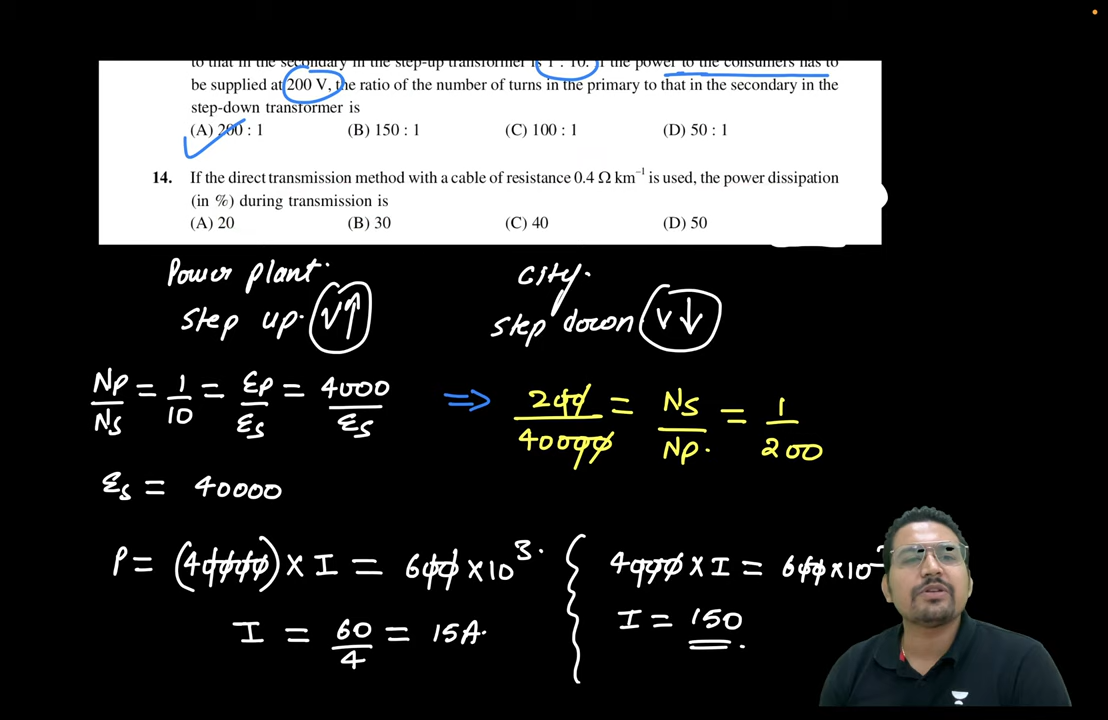 to that in the secondary in the step-up transformer is 1 : 10. If the power to the consumers has to
be supplied at 200 V, the ratio of the number of turns in the primary to that in the secondary in the
step-down transformer is
(A) 200 : 1 (B) 150 : 1 (C) 100 : 1 (D) 50 : 1
14. If the direct transmission method with a cable of resistance 0.4 Ω km⁻¹ is used, the power dissipation
(in %) during transmission is
(A) 20 (B) 30 (C) 40 (D) 50
Power plant. City.
Step up. V↑ Step down V↓
Np/Ns = 1/10 = εp/εs = 4000/εs ⇒ 200/40000 = Ns/Np. = 1/200
εs = 40000
P = (40000) × I = 600 × 10³. 4000 × I = 600 × 10
I = 60/4 = 15A. I = 150.